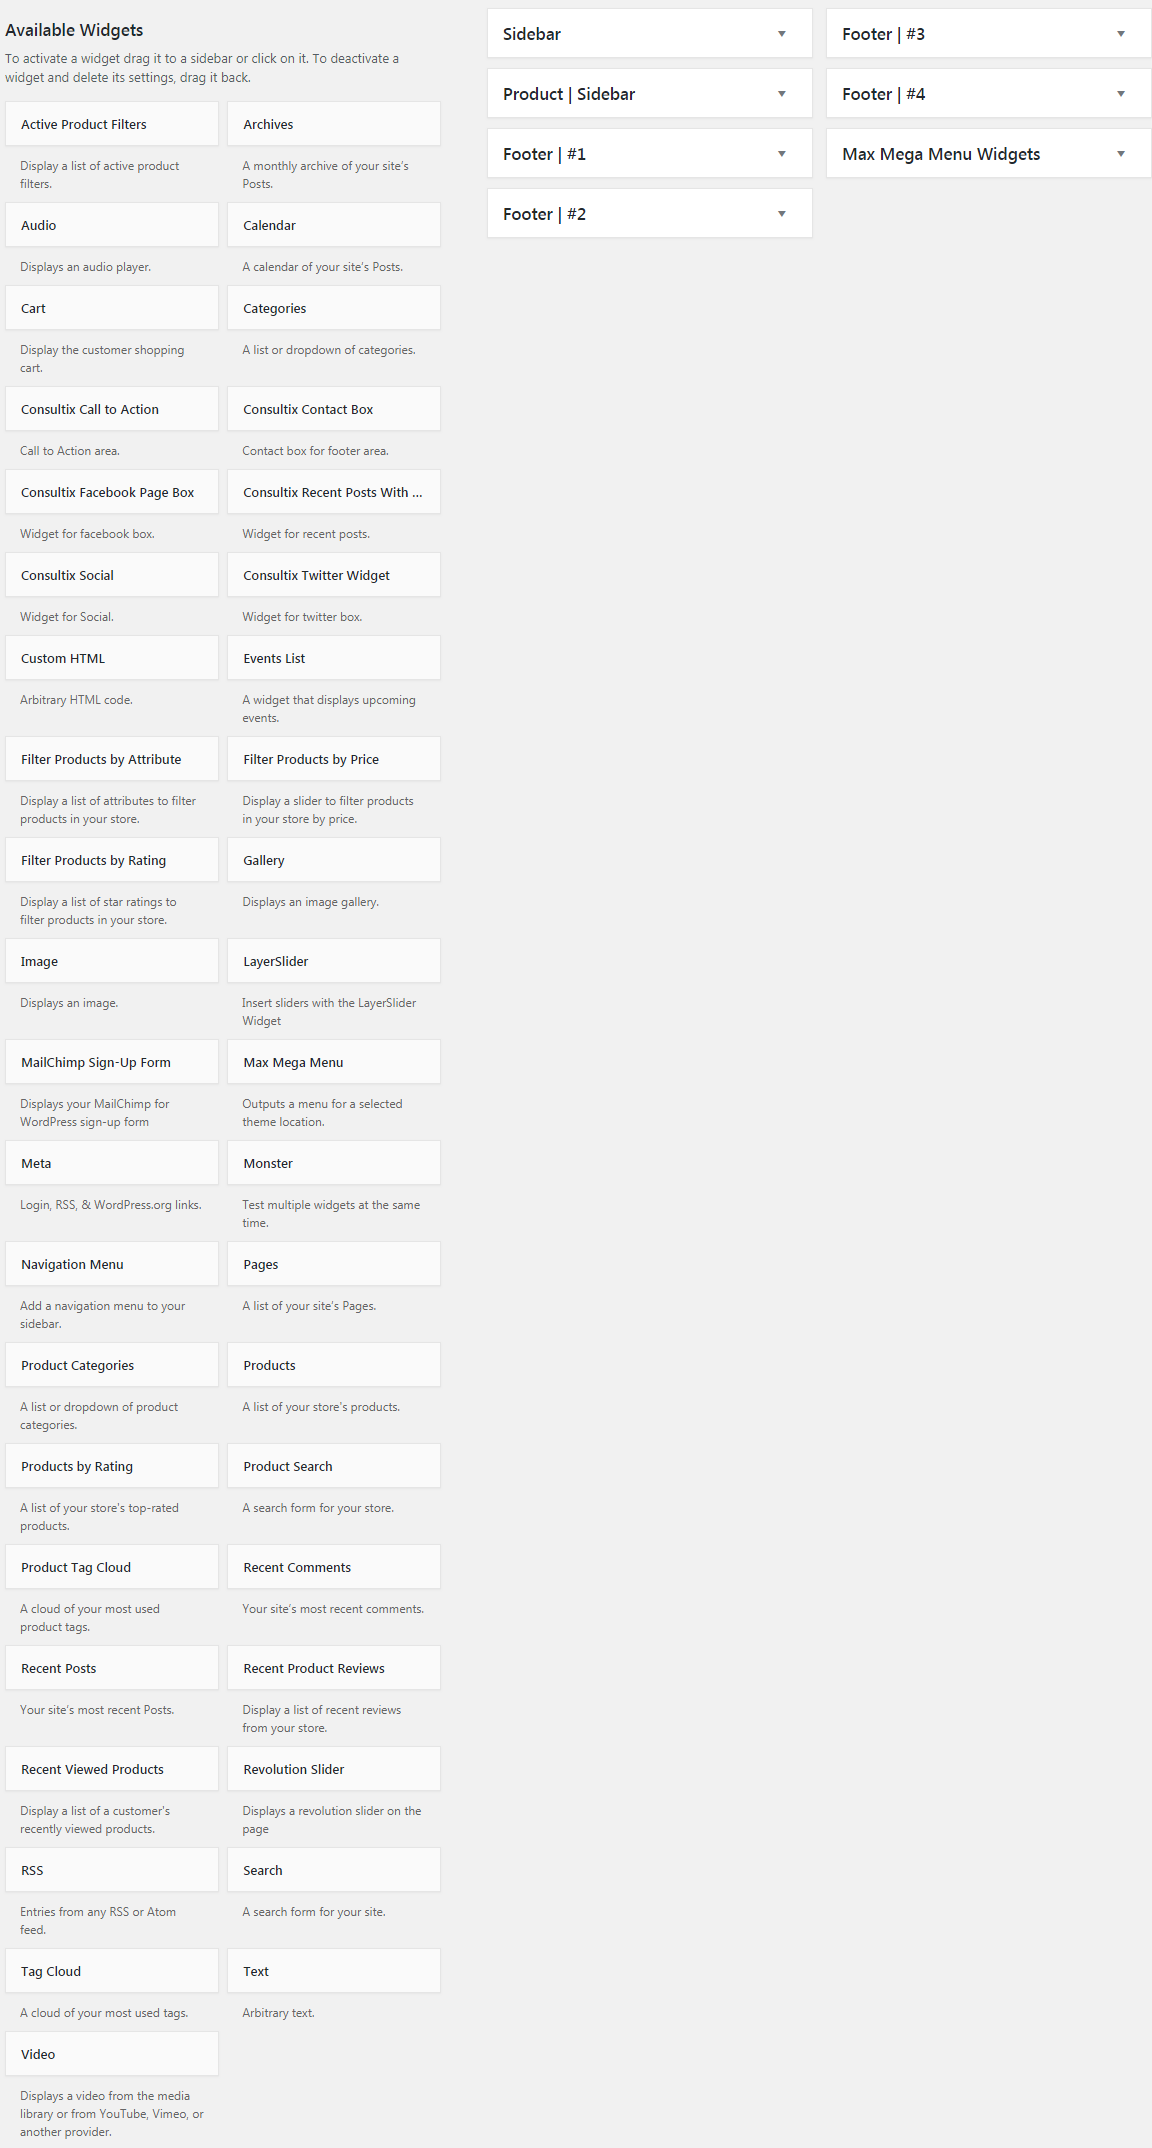 Available Widgets
To activate a widget drag it to a sidebar or click on it. To deactivate a
widget and delete its settings, drag it back.
Active Product Filters
Display a list of active product
filters.
Archives
A monthly archive of your site's
Posts.
Audio
Displays an audio player.
Calendar
A calendar of your site's Posts.
Cart
Display the customer shopping
cart.
Categories
A list or dropdown of categories.
Consultix Call to Action
Call to Action area.
Consultix Contact Box
Contact box for footer area.
Consultix Facebook Page Box
Widget for facebook box.
Consultix Recent Posts With ...
Widget for recent posts.
Consultix Social
Widget for Social.
Consultix Twitter Widget
Widget for twitter box.
Custom HTML
Arbitrary HTML code.
Events List
A widget that displays upcoming
events.
Filter Products by Attribute
Display a list of attributes to filter
products in your store.
Filter Products by Price
Display a slider to filter products
in your store by price.
Filter Products by Rating
Display a list of star ratings to
filter products in your store.
Gallery
Displays an image gallery.
Image
Displays an image.
LayerSlider
Insert sliders with the LayerSlider
Widget
MailChimp Sign-Up Form
Displays your MailChimp for
WordPress sign-up form
Max Mega Menu
Outputs a menu for a selected
theme location.
Meta
Login, RSS, & WordPress.org links.
Monster
Test multiple widgets at the same
time.
Navigation Menu
Add a navigation menu to your
sidebar.
Pages
A list of your site's Pages.
Product Categories
A list or dropdown of product
categories.
Products
A list of your store's products.
Products by Rating
A list of your store's top-rated
products.
Product Search
A search form for your store.
Product Tag Cloud
A cloud of your most used
product tags.
Recent Comments
Your site's most recent comments.
Recent Posts
Your site's most recent Posts.
Recent Product Reviews
Display a list of recent reviews
from your store.
Recent Viewed Products
Display a list of a customer's
recently viewed products.
Revolution Slider
Displays a revolution slider on the
page
RSS
Entries from any RSS or Atom
feed.
Search
A search form for your site.
Tag Cloud
A cloud of your most used tags.
Text
Arbitrary text.
Video
Displays a video from the media
library or from YouTube, Vimeo, or
another provider.
Sidebar
Product | Sidebar
Footer | #1
Footer | #2
Footer | #3
Footer | #4
Max Mega Menu Widgets